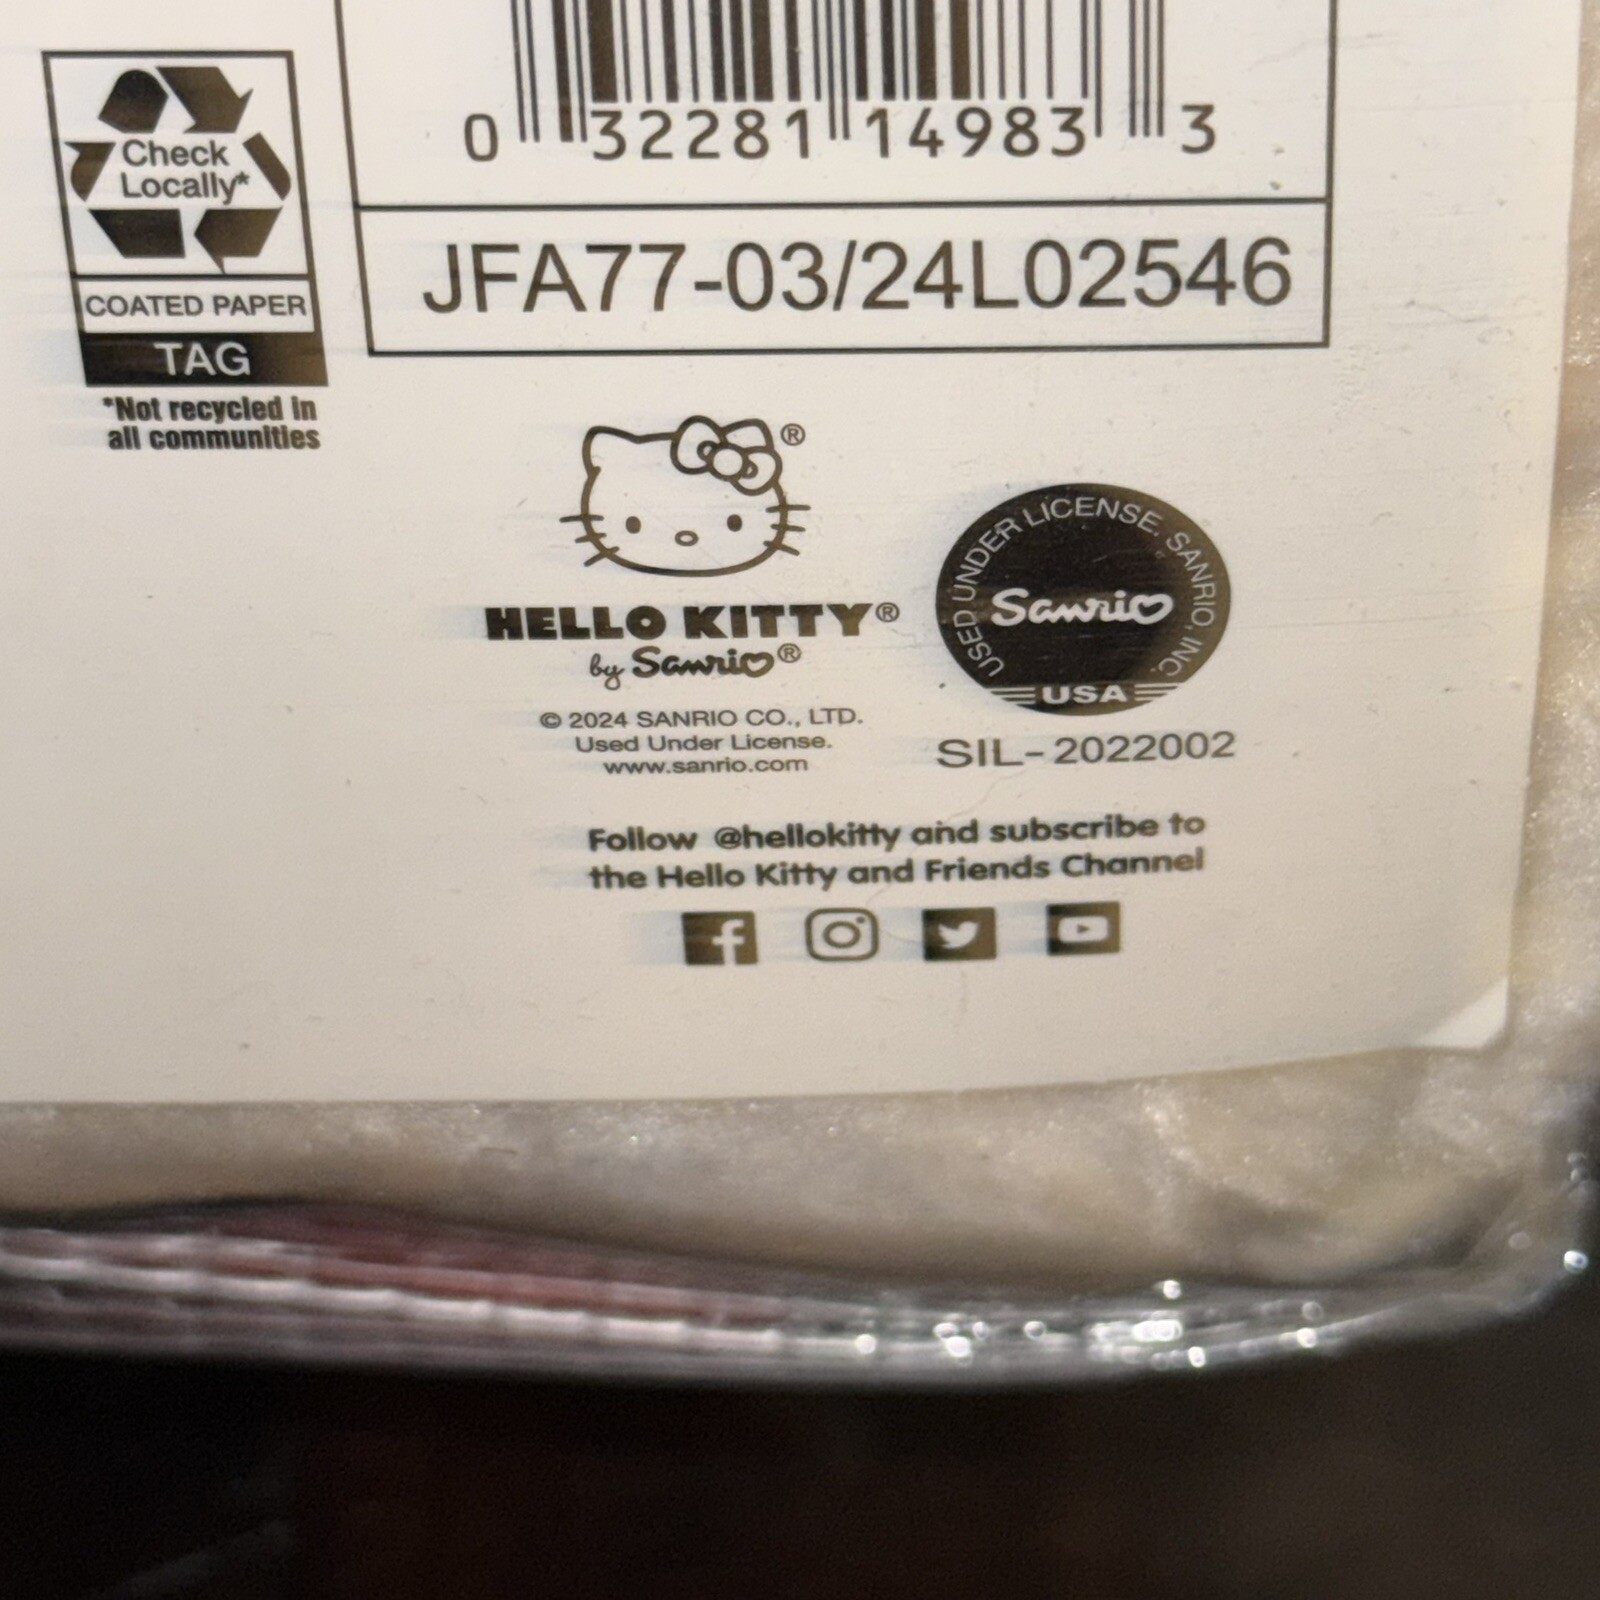 0 32281 14983 3
JFA77-03/24L02546
Check
Locally*
COATED PAPER
TAG
*Not recycled in
all communities
®
HELLO KITTY®
by Sanrio®
© 2024 SANRIO CO., LTD.
Used Under License.
www.sanrio.com
USED UNDER LICENSE. SANRIO, INC.
Sanrio
USA
SIL-2022002
Follow @hellokitty and subscribe to
the Hello Kitty and Friends Channel